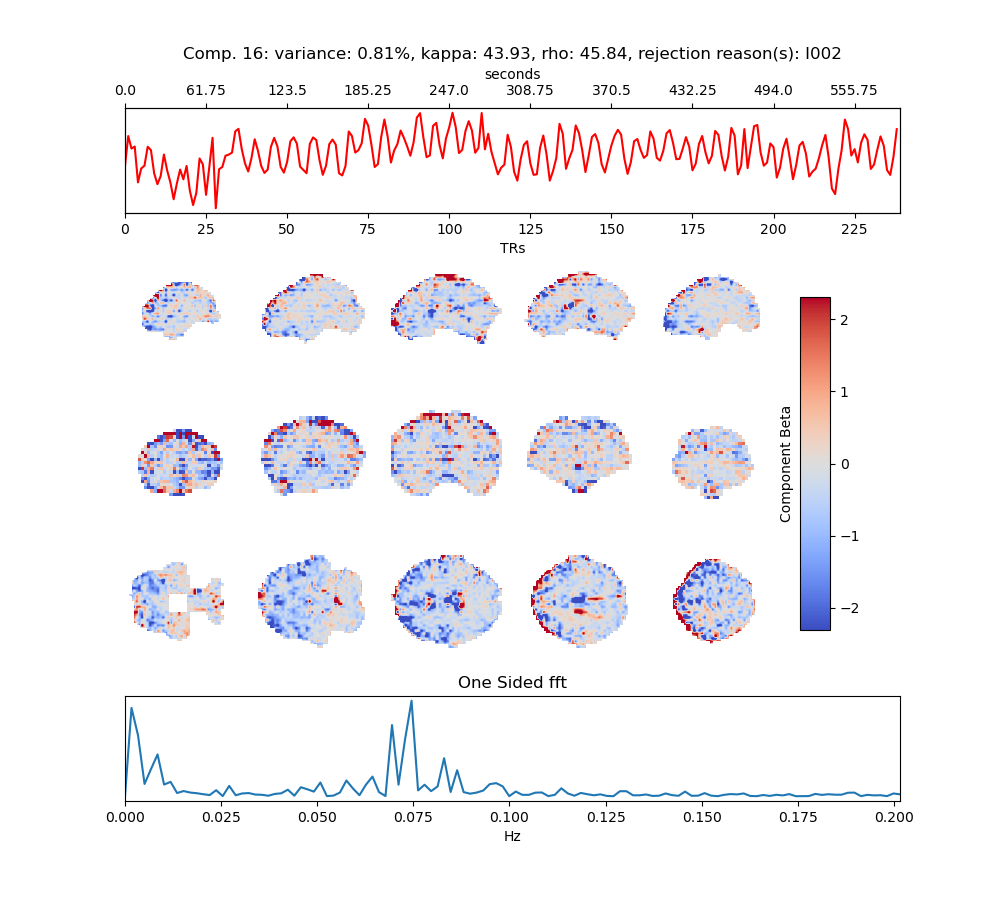 Comp. 16: variance: 0.81%, kappa: 43.93, rho: 45.84, rejection reason(s): I002
seconds
0.0 61.75 123.5 185.25 247.0 308.75 370.5 432.25 494.0 555.75
0 25 50 75 100 125 150 175 200 225
TRs
2
1
0
−1
−2
Component Beta
One Sided fft
0.000 0.025 0.050 0.075 0.100 0.125 0.150 0.175 0.200
Hz